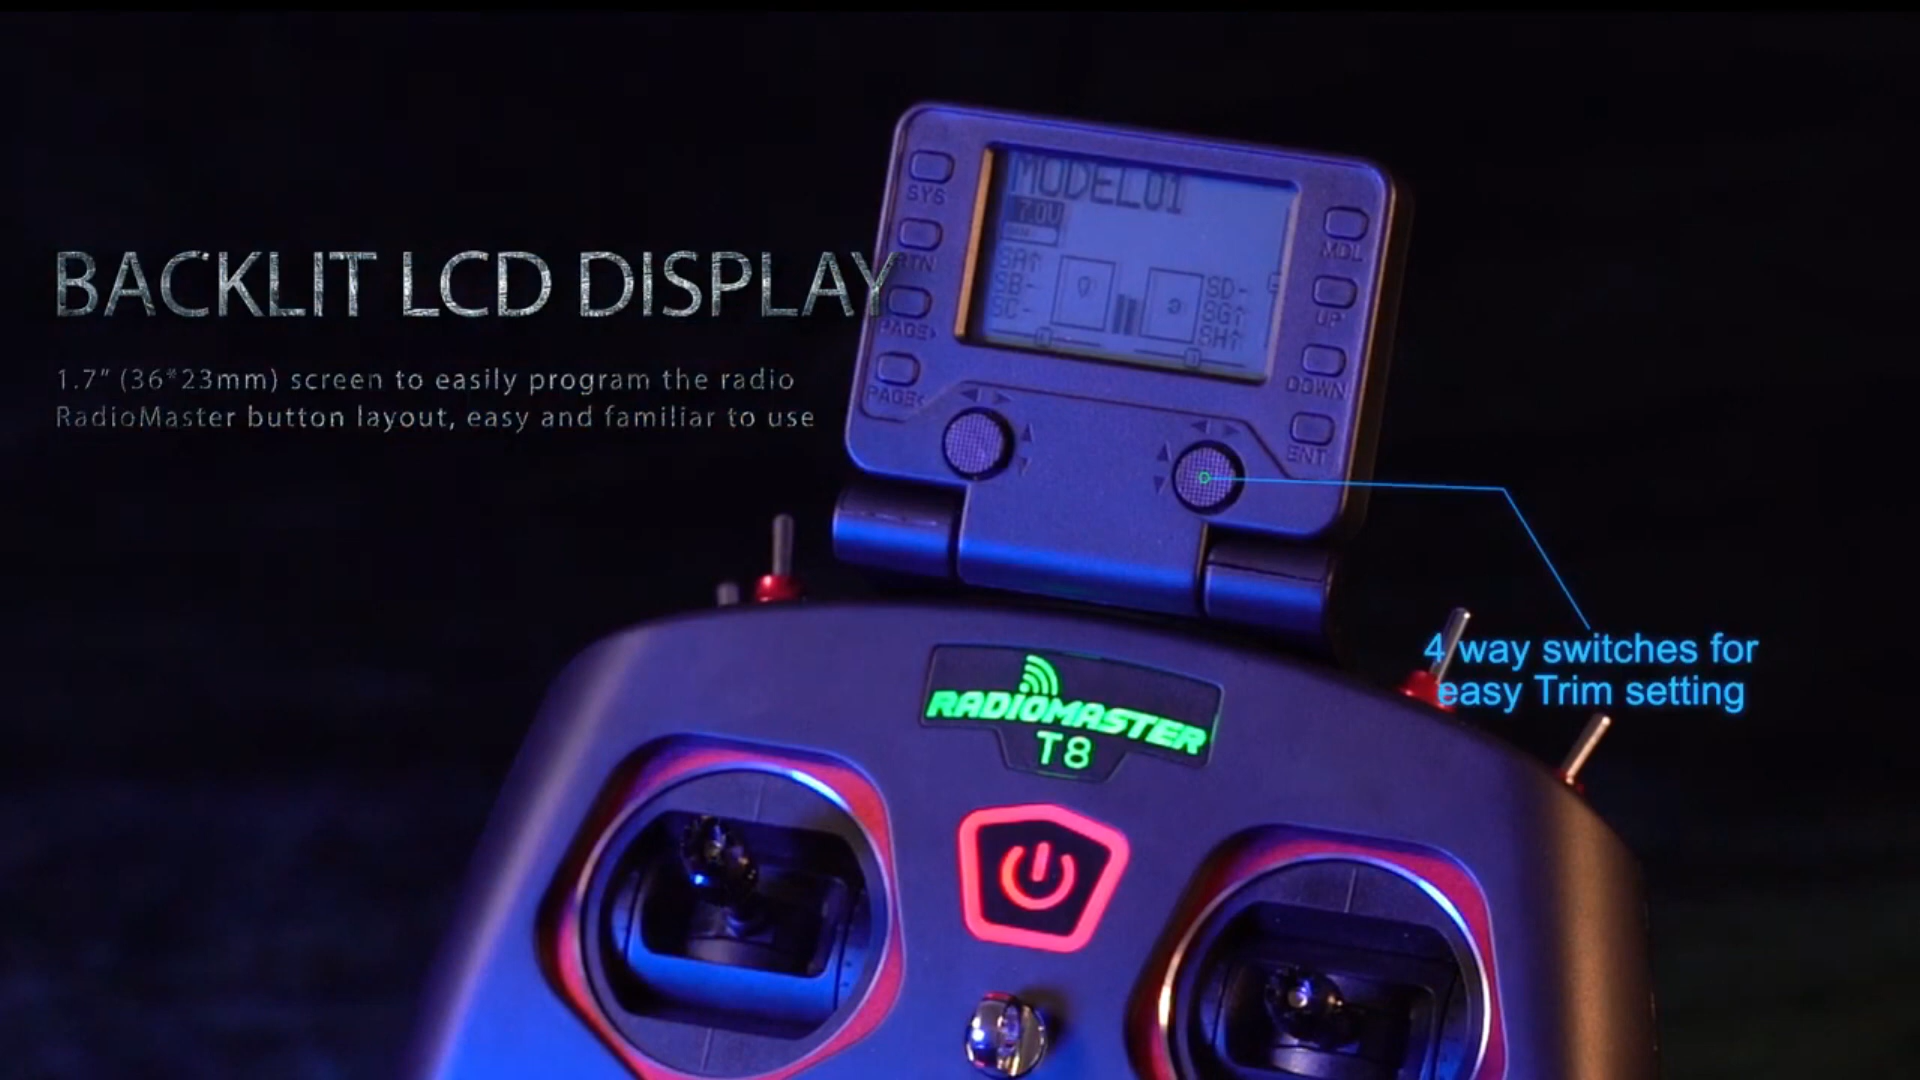 BACKLIT LCD DISPLAY
1.7" (36*23mm) screen to easily program the radio
RadioMaster button layout, easy and familiar to use
SYS
RTN
PAGE>
PAGE<
MODEL01
7.0V
SA↑
SB-
SC-
SD-
SG↑
SH↑
MDL
UP
DOWN
ENT
4 way switches for
easy Trim setting
RADIOMASTER
T8